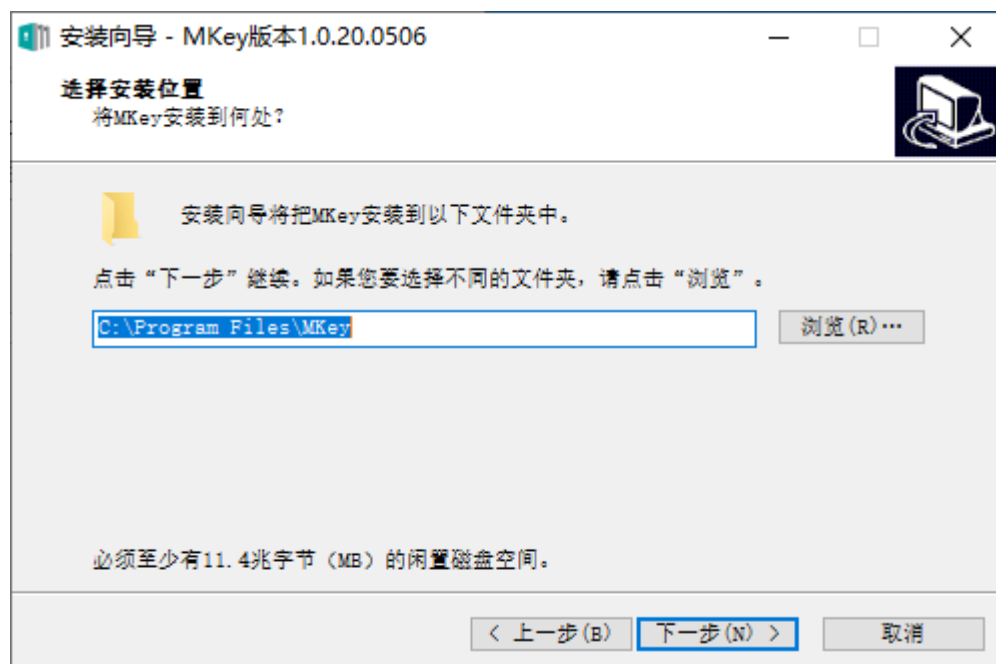 安装向导 - MKey版本1.0.20.0506
选择安装位置
将MKey安装到何处?
安装向导将把MKey安装到以下文件夹中。
点击“下一步”继续。如果您要选择不同的文件夹，请点击“浏览”。
C:\Program Files\MKey
浏览(R)…
必须至少有11.4兆字节（MB）的闲置磁盘空间。
< 上一步(B) 下一步(N) > 取消